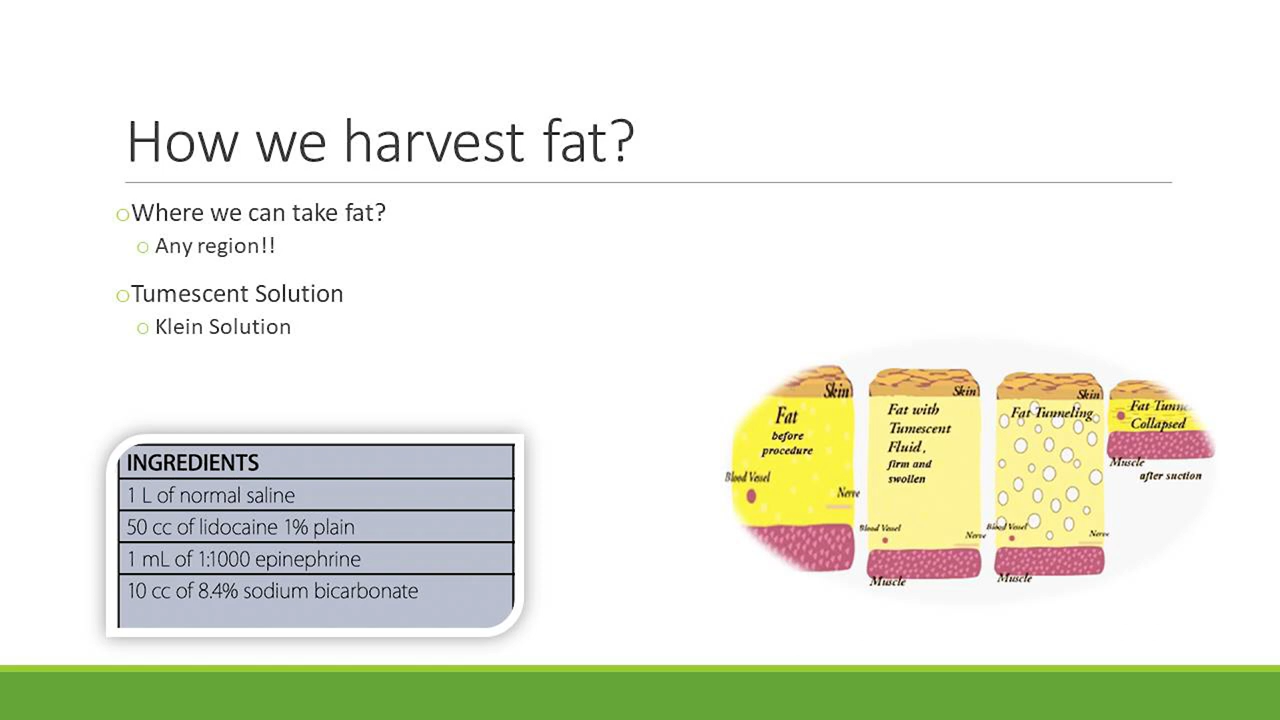 How we harvest fat?
Where we can take fat?
Any region!!
Tumescent Solution
Klein Solution
INGREDIENTS
1 L of normal saline
50 cc of lidocaine 1% plain
1 mL of 1:1000 epinephrine
10 cc of 8.4% sodium bicarbonate
Skin
Fat
before
procedure
Blood Vessel
Nerve
Skin
Fat with
Tumescent
Fluid,
firm and
swollen
Blood Vessel
Nerve
Muscle
Skin
Fat Tunneling
Blood Vessel
Nerve
Muscle
Fat Tunne
Collapsed
Muscle
after suction